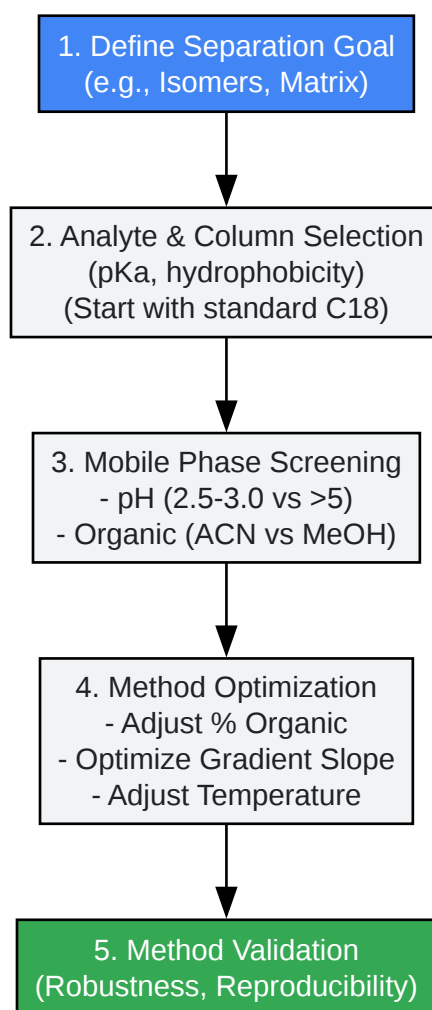 1. Define Separation Goal
(e.g., Isomers, Matrix)
2. Analyte & Column Selection
(pKa, hydrophobicity)
(Start with standard C18)
3. Mobile Phase Screening
- pH (2.5-3.0 vs >5)
- Organic (ACN vs MeOH)
4. Method Optimization
- Adjust % Organic
- Optimize Gradient Slope
- Adjust Temperature
5. Method Validation
(Robustness, Reproducibility)